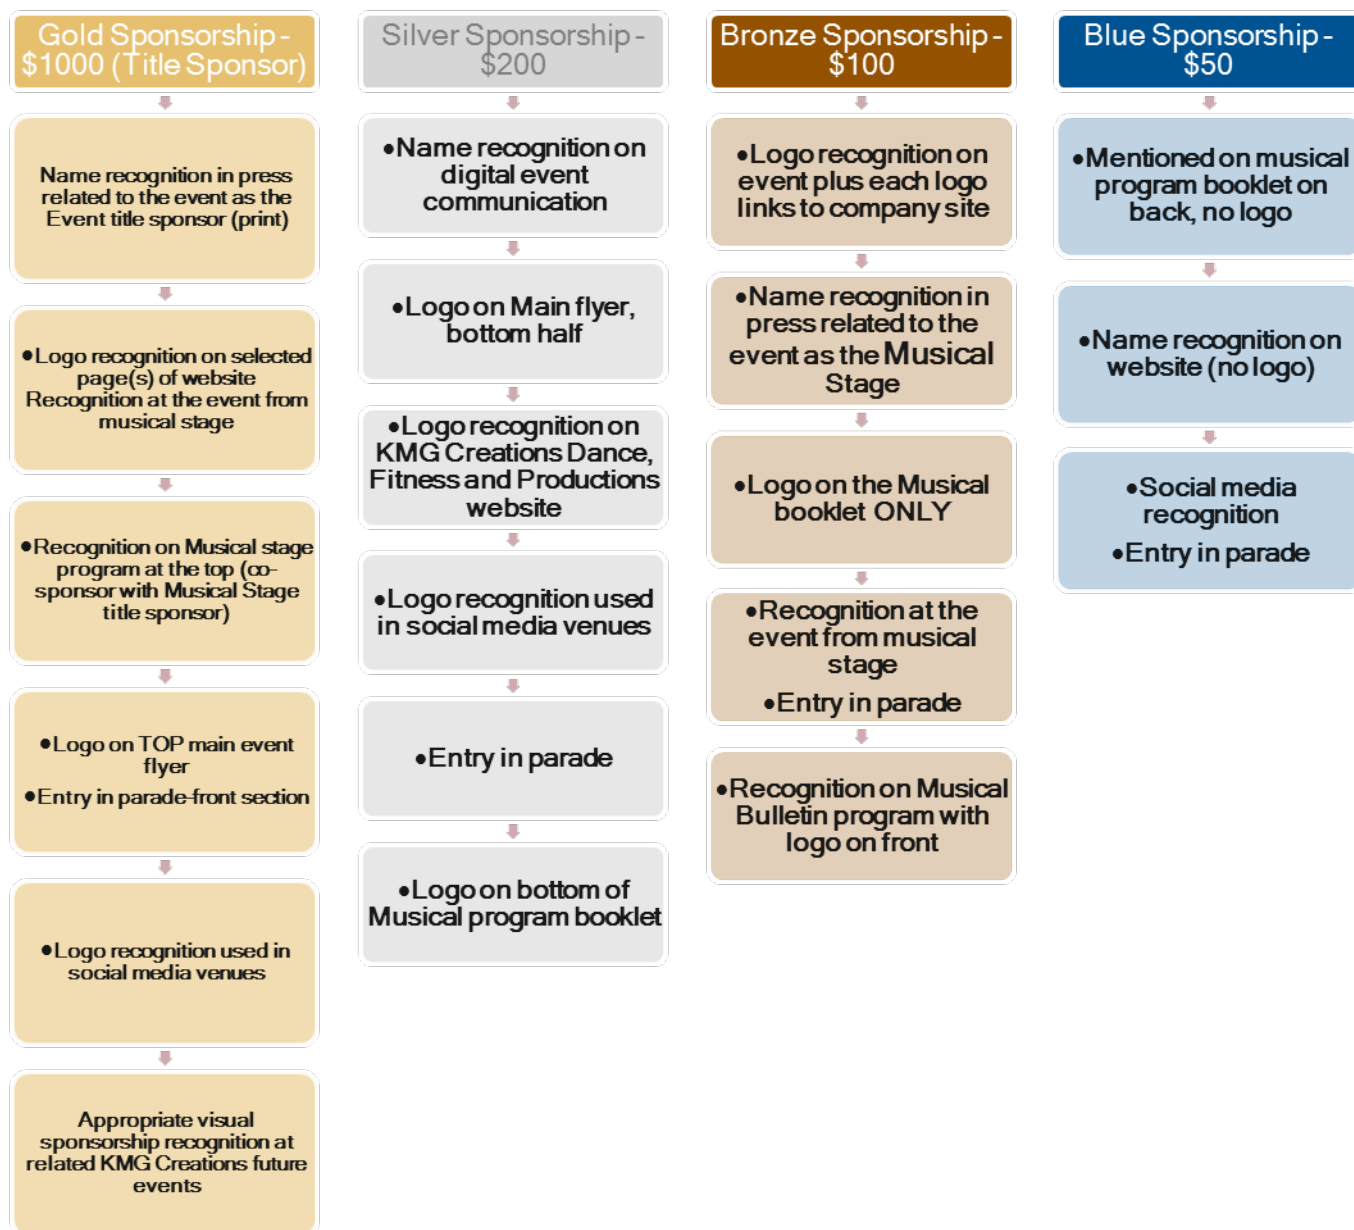 Gold Sponsorship -
$1000 (Title Sponsor)
Name recognition in press
related to the event as the
Event title sponsor (print)
•Logo recognition on selected
page(s) of website
Recognition at the event from
musical stage
•Recognition on Musical stage
program at the top (co-
sponsor with Musical Stage
title sponsor)
•Logo on TOP main event
flyer
•Entry in parade-front section
•Logo recognition used in
social media venues
Appropriate visual
sponsorship recognition at
related KMG Creations future
events
Silver Sponsorship -
$200
•Name recognition on
digital event
communication
•Logo on Main flyer,
bottom half
•Logo recognition on
KMG Creations Dance,
Fitness and Productions
website
•Logo recognition used
in social media venues
•Entry in parade
•Logo on bottom of
Musical program booklet
Bronze Sponsorship -
$100
•Logo recognition on
event plus each logo
links to company site
•Name recognition in
press related to the
event as the Musical
Stage
•Logo on the Musical
booklet ONLY
•Recognition at the
event from musical
stage
•Entry in parade
•Recognition on Musical
Bulletin program with
logo on front
Blue Sponsorship -
$50
•Mentioned on musical
program booklet on
back, no logo
•Name recognition on
website (no logo)
•Social media
recognition
•Entry in parade